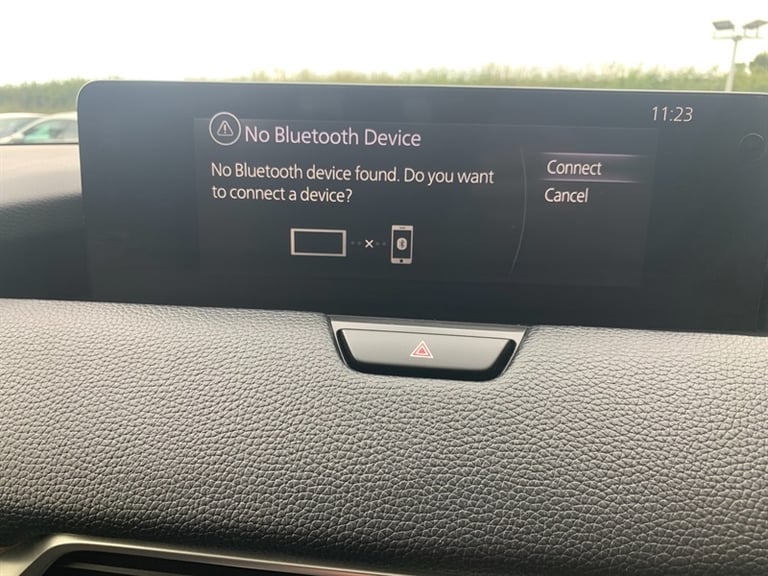 11:23
No Bluetooth Device
No Bluetooth device found. Do you want
to connect a device?
Connect
Cancel